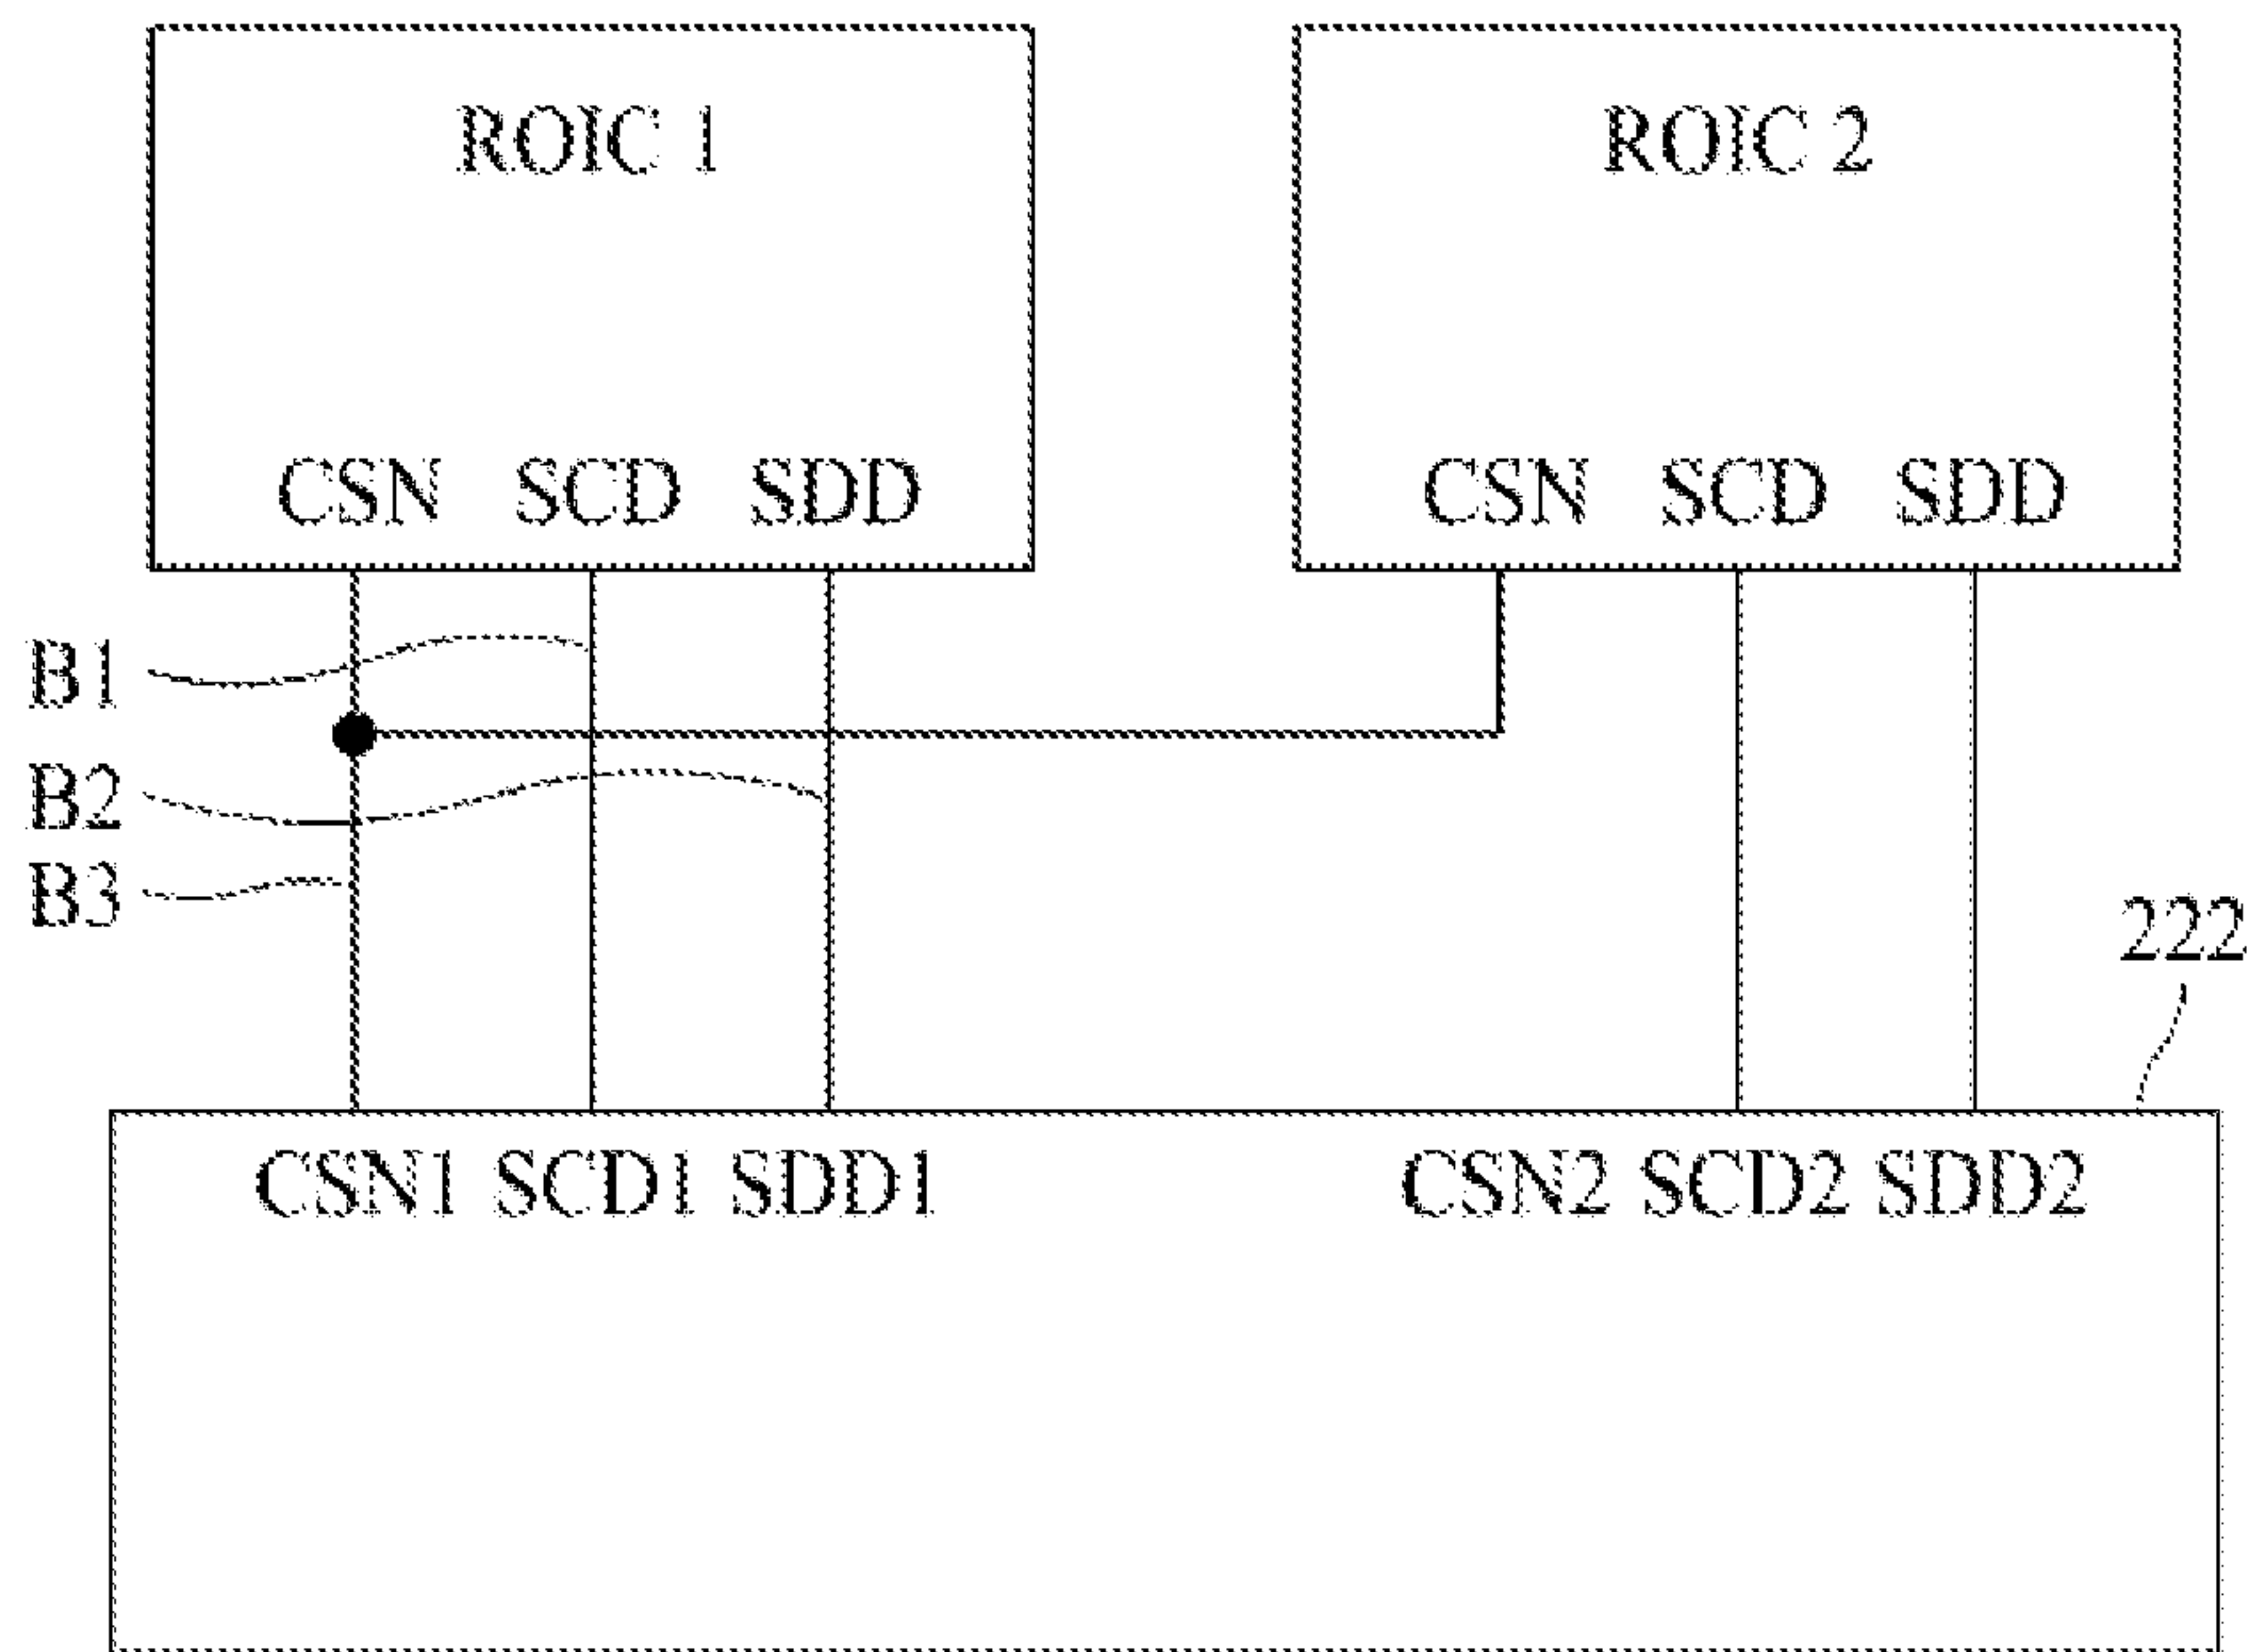 ROIC 1 ROIC 2
CSN SCD SDD CSN SCD SDD
B1
B2
B3
222
CSN1 SCD1 SDD1 CSN2 SCD2 SDD2